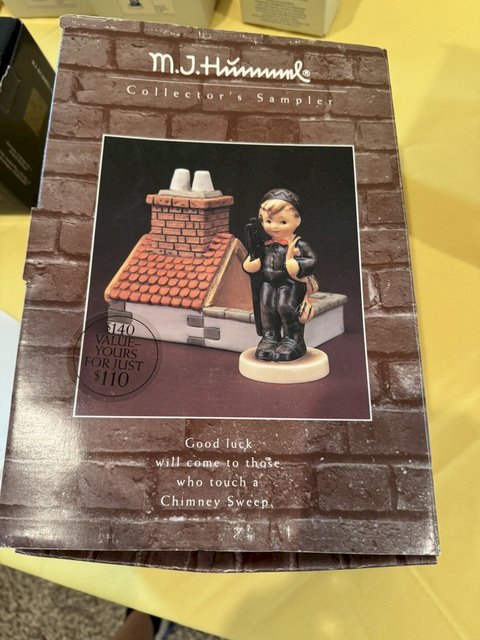 M.J.Hummel®
Collector's Sampler
$140
VALUE–
YOURS
FOR JUST
$110
Good luck
will come to those
who touch a
Chimney Sweep.